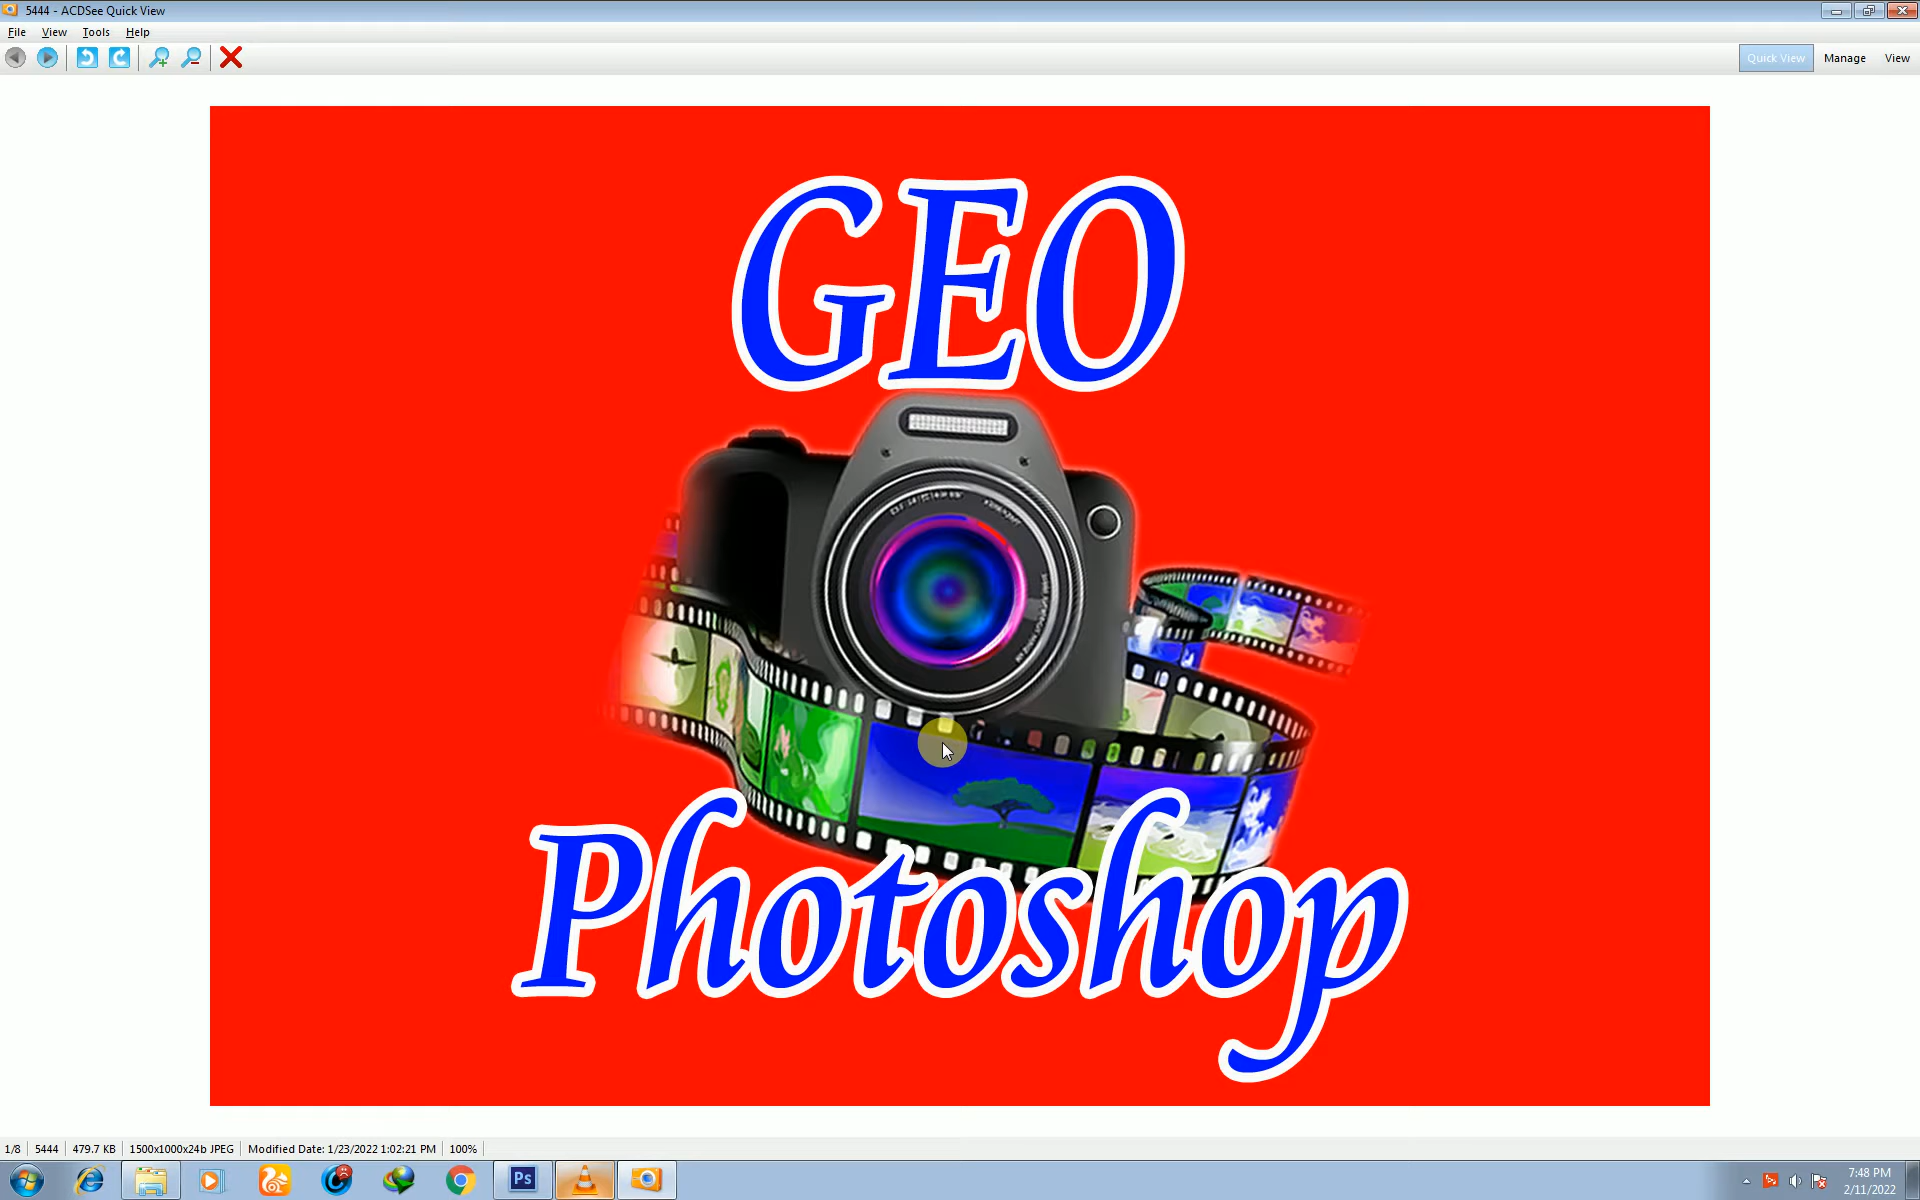 5444 - ACDSee Quick View
File View Tools Help
Quick View Manage View
GEO
Photoshop
1/8 5444 479.7 KB 1500x1000x24b JPEG Modified Date: 1/23/2022 1:02:21 PM 100%
Ps
7:48 PM
2/11/2022